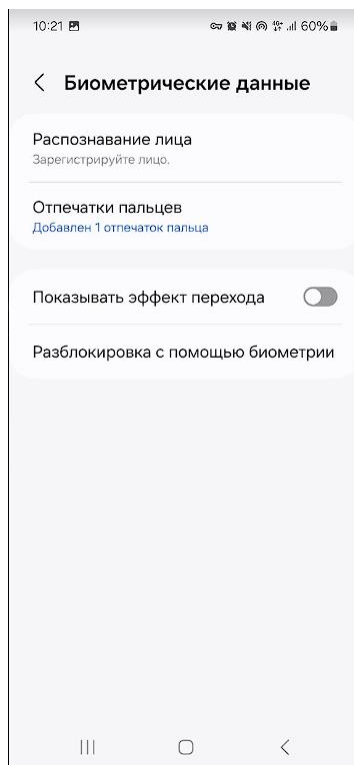 10:21 60%
Биометрические данные
Распознавание лица
Зарегистрируйте лицо.
Отпечатки пальцев
Добавлен 1 отпечаток пальца
Показывать эффект перехода
Разблокировка с помощью биометрии